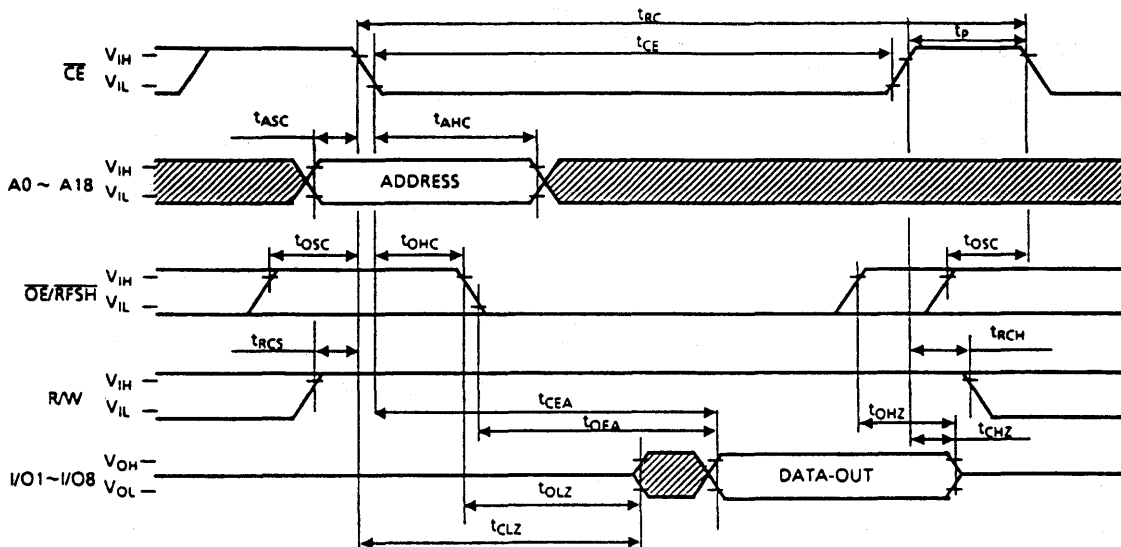 tRC
tCE
tP
CE VIH
VIL
tASC
tAHC
A0 ~ A18 VIH
VIL
ADDRESS
tOSC
tOHC
tOSC
OE/RFSH VIH
VIL
tRCS
tRCH
R/W VIH
VIL
tCEA
tOEA
tOHZ
tCHZ
I/O1~I/O8 VOH
VOL
DATA-OUT
tOLZ
tCLZ